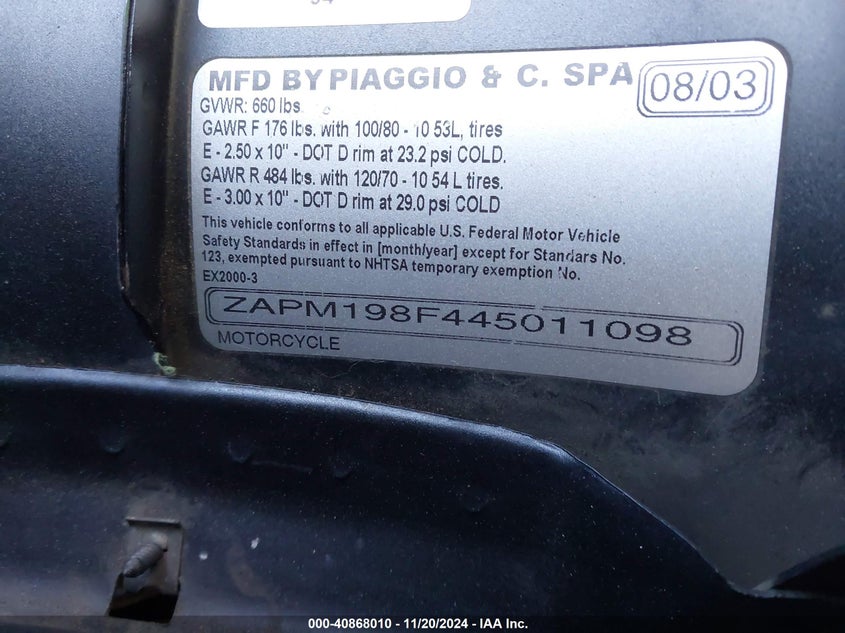 MFD BY PIAGGIO & C. SPA
08/03
GVWR: 660 lbs.
GAWR F 176 lbs. with 100/80 - 10 53L, tires
E - 2.50 x 10" - DOT D rim at 23.2 psi COLD.
GAWR R 484 lbs. with 120/70 - 10 54 L tires.
E - 3.00 x 10" - DOT D rim at 29.0 psi COLD
This vehicle conforms to all applicable U.S. Federal Motor Vehicle
Safety Standards in effect in [month/year] except for Standars No.
123, exempted pursuant to NHTSA temporary exemption No.
EX2000-3
ZAPM198F445011098
MOTORCYCLE
000-40868010 - 11/20/2024 - IAA Inc.